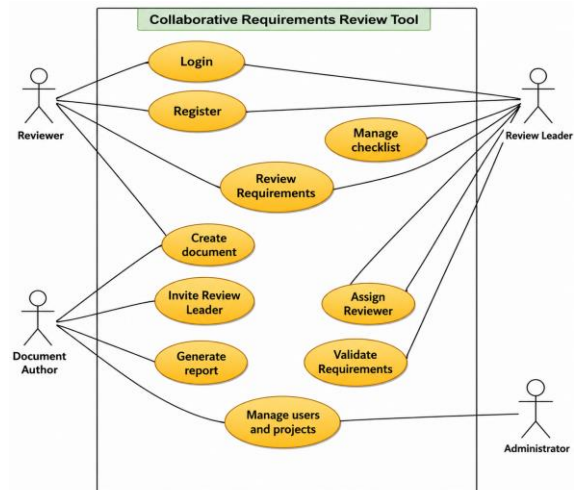 Collaborative Requirements Review Tool
Login
Reviewer
Register
Review Leader
Manage
checklist
Review
Requirements
Create
document
Invite Review
Leader
Assign
Reviewer
Document
Author
Generate
report
Validate
Requirements
Manage users
and projects
Administrator